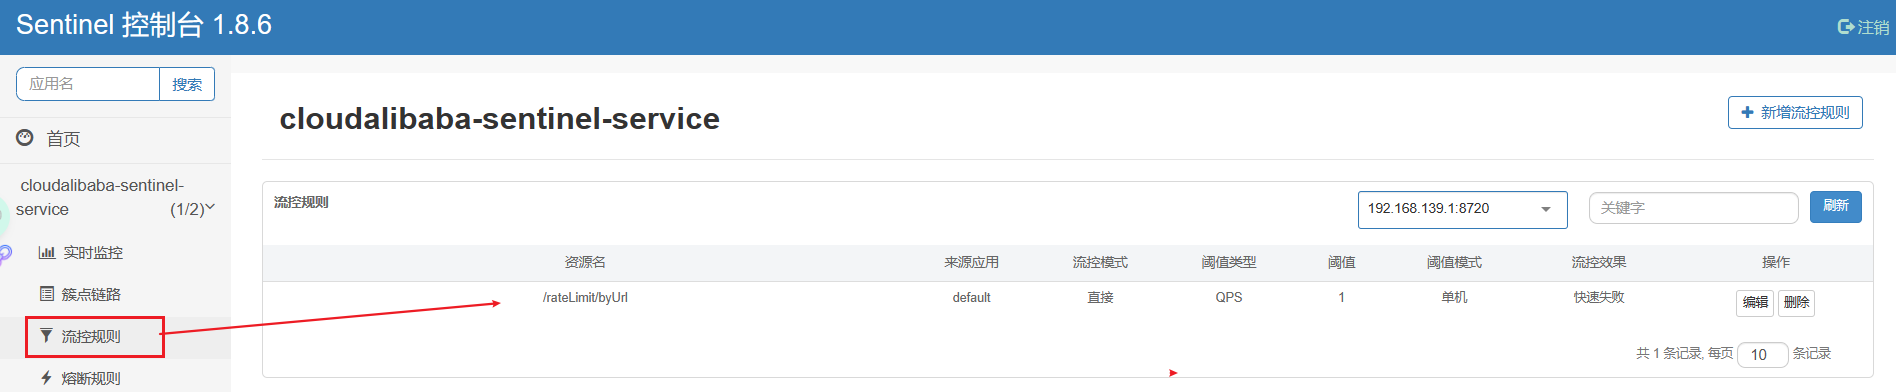 Sentinel 控制台 1.8.6
注销
应用名
搜索
首页
cloudalibaba-sentinel-
service (1/2)
实时监控
簇点链路
流控规则
熔断规则
cloudalibaba-sentinel-service
新增流控规则
流控规则
192.168.139.1:8720
关键字
刷新
资源名 来源应用 流控模式 阈值类型 阈值 阈值模式 流控效果 操作
/rateLimit/byUrl default 直接 QPS 1 单机 快速失败 编辑 删除
共 1 条记录, 每页 10 条记录